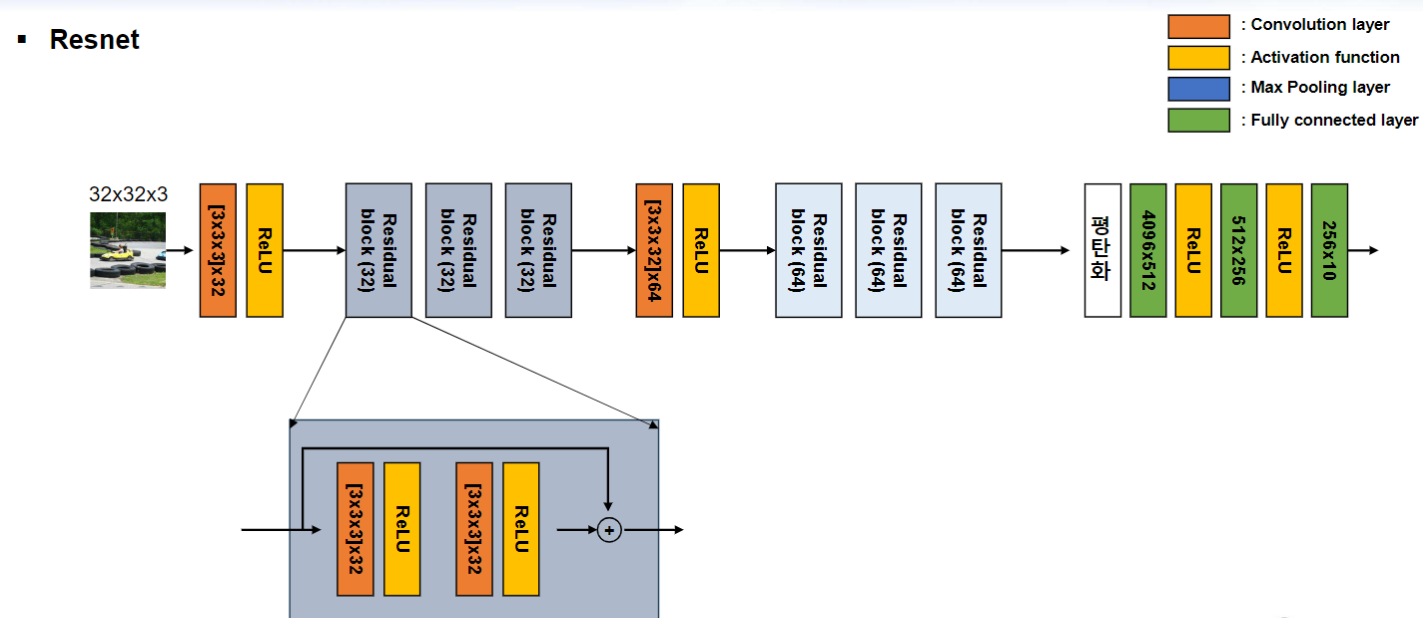 ▪ Resnet
: Convolution layer
: Activation function
: Max Pooling layer
: Fully connected layer
32x32x3
[3x3x3]x32
ReLU
Residual
block (32)
Residual
block (32)
Residual
block (32)
[3x3x32]x64
ReLU
Residual
block (64)
Residual
block (64)
Residual
block (64)
평탄화
4096x512
ReLU
512x256
ReLU
256x10
[3x3x3]x32
ReLU
[3x3x3]x32
ReLU
+